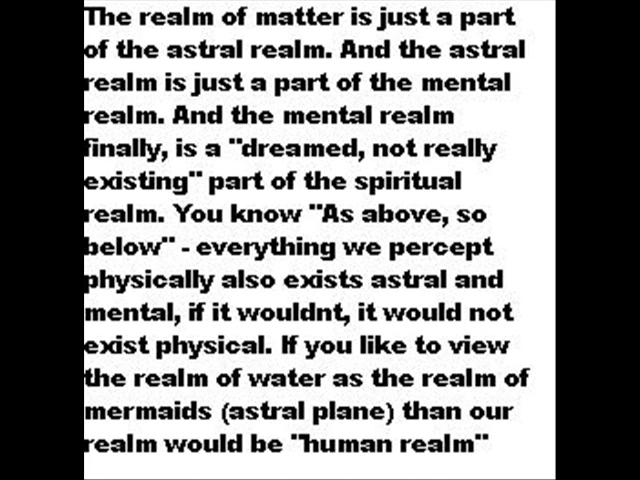 The realm of matter is just a part
of the astral realm. And the astral
realm is just a part of the mental
realm. And the mental realm
finally, is a "dreamed, not really
existing" part of the spiritual
realm. You know "As above, so
below" - everything we percept
physically also exists astral and
mental, if it wouldnt, it would not
exist physical. If you like to view
the realm of water as the realm of
mermaids (astral plane) than our
realm would be "human realm"